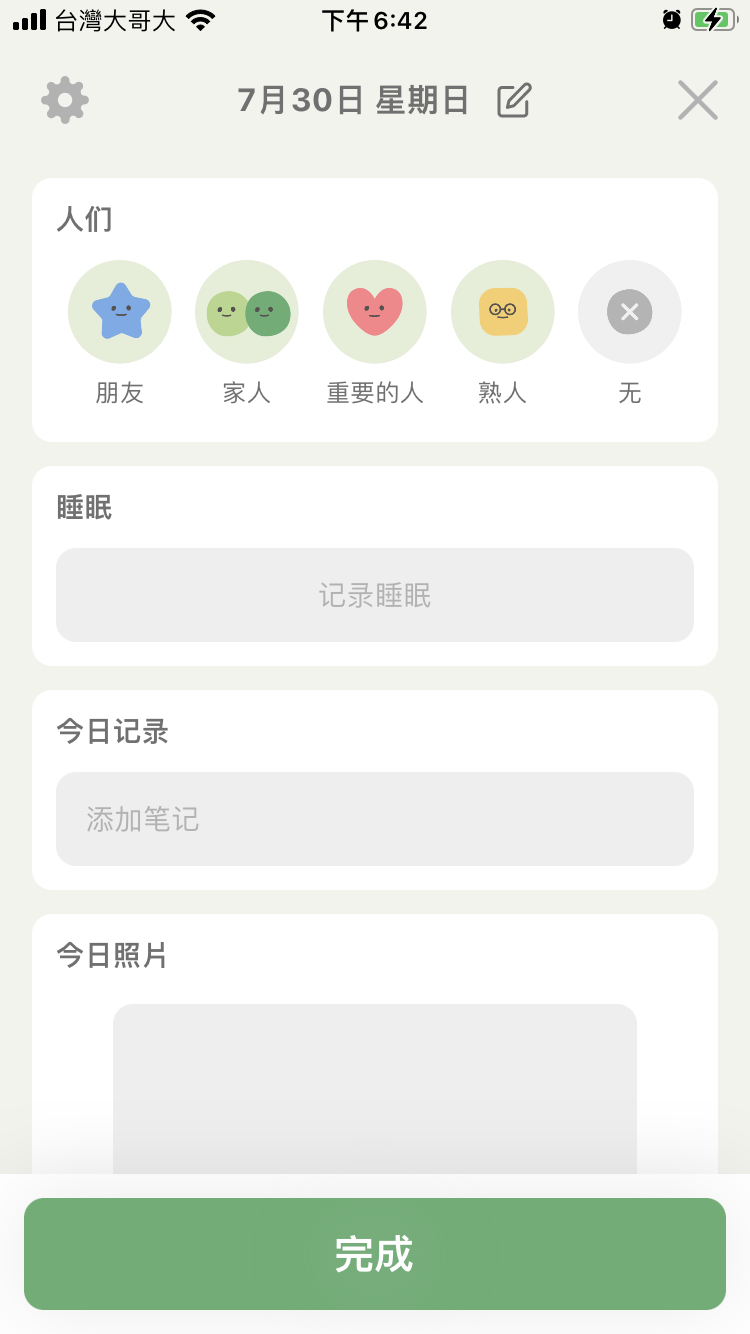 台灣大哥大 下午6:42
7月30日 星期日
人们
朋友 家人 重要的人 熟人 无
睡眠
记录睡眠
今日记录
添加笔记
今日照片
完成